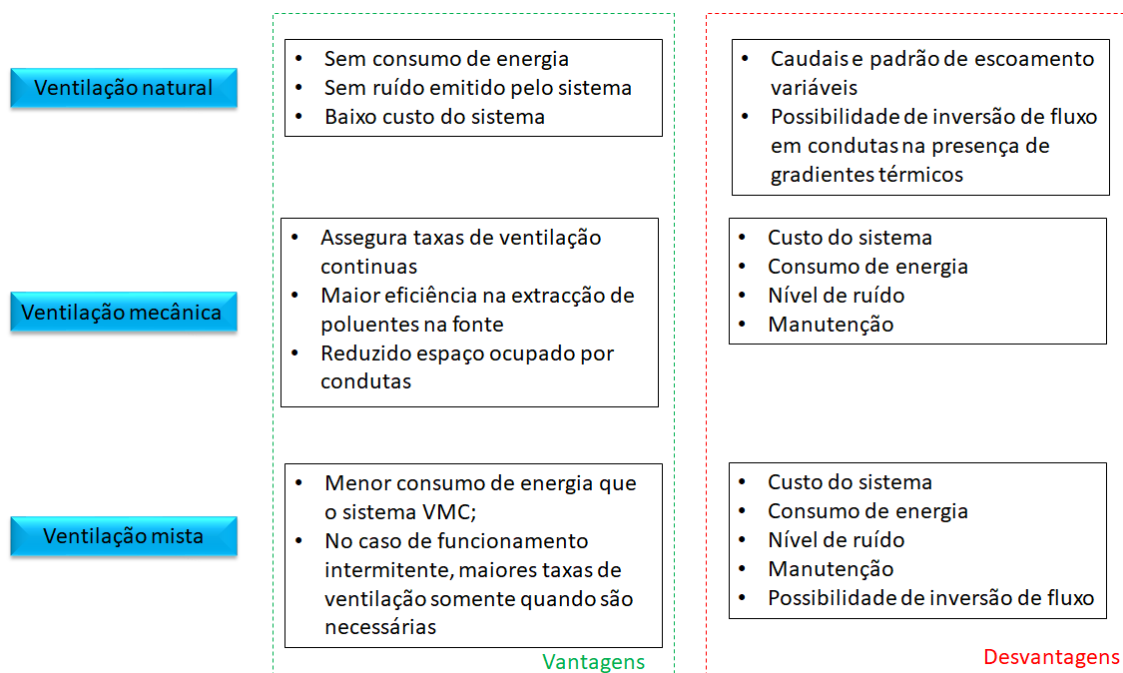 Ventilação natural
• Sem consumo de energia
• Sem ruído emitido pelo sistema
• Baixo custo do sistema
• Caudais e padrão de escoamento
variáveis
• Possibilidade de inversão de fluxo
em condutas na presença de
gradientes térmicos
Ventilação mecânica
• Assegura taxas de ventilação
continuas
• Maior eficiência na extracção de
poluentes na fonte
• Reduzido espaço ocupado por
condutas
• Custo do sistema
• Consumo de energia
• Nível de ruído
• Manutenção
Ventilação mista
• Menor consumo de energia que
o sistema VMC;
• No caso de funcionamento
intermitente, maiores taxas de
ventilação somente quando são
necessárias
• Custo do sistema
• Consumo de energia
• Nível de ruído
• Manutenção
• Possibilidade de inversão de fluxo
Vantagens
Desvantagens